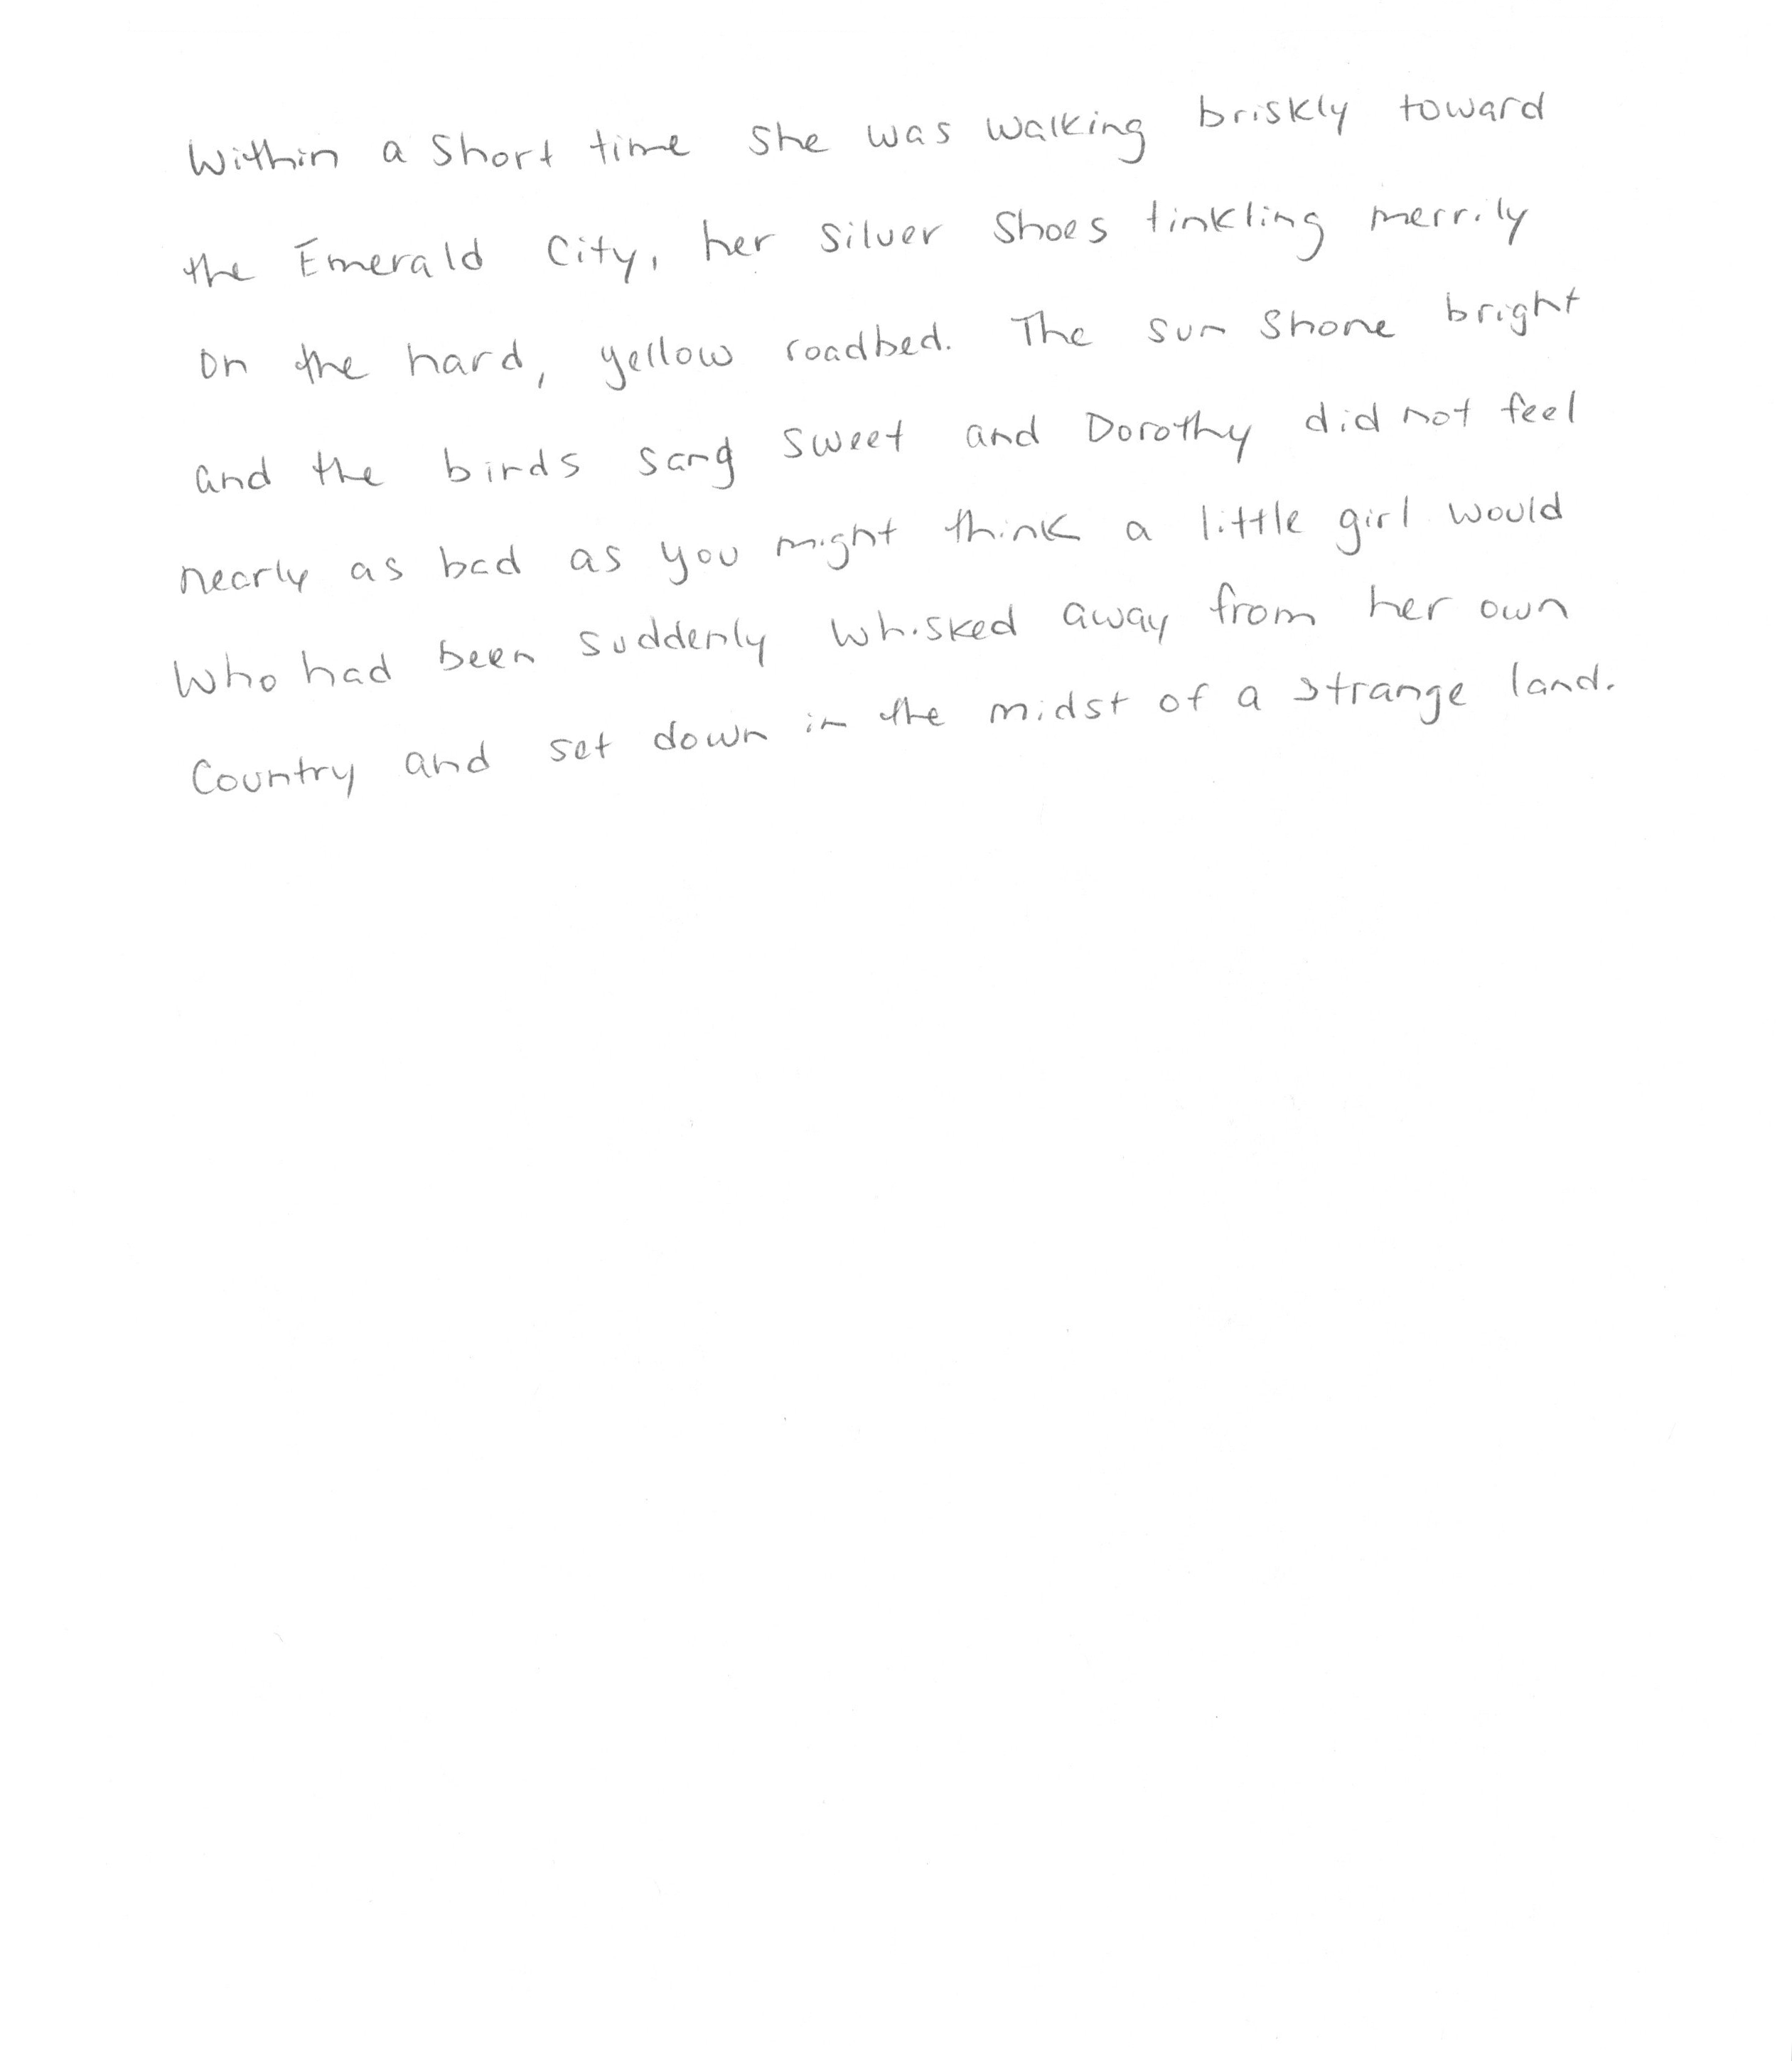 Within a short time she was walking briskly toward
the Emerald City, her silver shoes tinkling merrily
on the hard, yellow roadbed. The sun shone bright
and the birds sang sweet and Dorothy did not feel
nearly as bad as you might think a little girl would
who had been suddenly whisked away from her own
country and set down in the midst of a strange land.